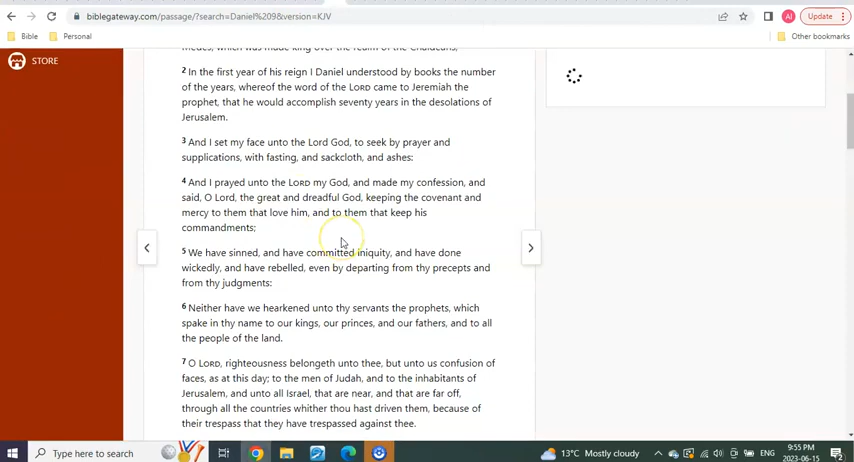 biblegateway.com/passage/?search=Daniel%209&version=KJV
Update
Bible
Personal
Other bookmarks
STORE
Medes, which was made king over the realm of the Chaldeans;
2 In the first year of his reign I Daniel understood by books the number
of the years, whereof the word of the LORD came to Jeremiah the
prophet, that he would accomplish seventy years in the desolations of
Jerusalem.
3 And I set my face unto the Lord God, to seek by prayer and
supplications, with fasting, and sackcloth, and ashes:
4 And I prayed unto the LORD my God, and made my confession, and
said, O Lord, the great and dreadful God, keeping the covenant and
mercy to them that love him, and to them that keep his
commandments;
5 We have sinned, and have committed iniquity, and have done
wickedly, and have rebelled, even by departing from thy precepts and
from thy judgments:
6 Neither have we hearkened unto thy servants the prophets, which
spake in thy name to our kings, our princes, and our fathers, and to all
the people of the land.
7 O LORD, righteousness belongeth unto thee, but unto us confusion of
faces, as at this day; to the men of Judah, and to the inhabitants of
Jerusalem, and unto all Israel, that are near, and that are far off,
through all the countries whither thou hast driven them, because of
their trespass that they have trespassed against thee.
Type here to search
13°C Mostly cloudy
ENG
9:55 PM
2023-06-15